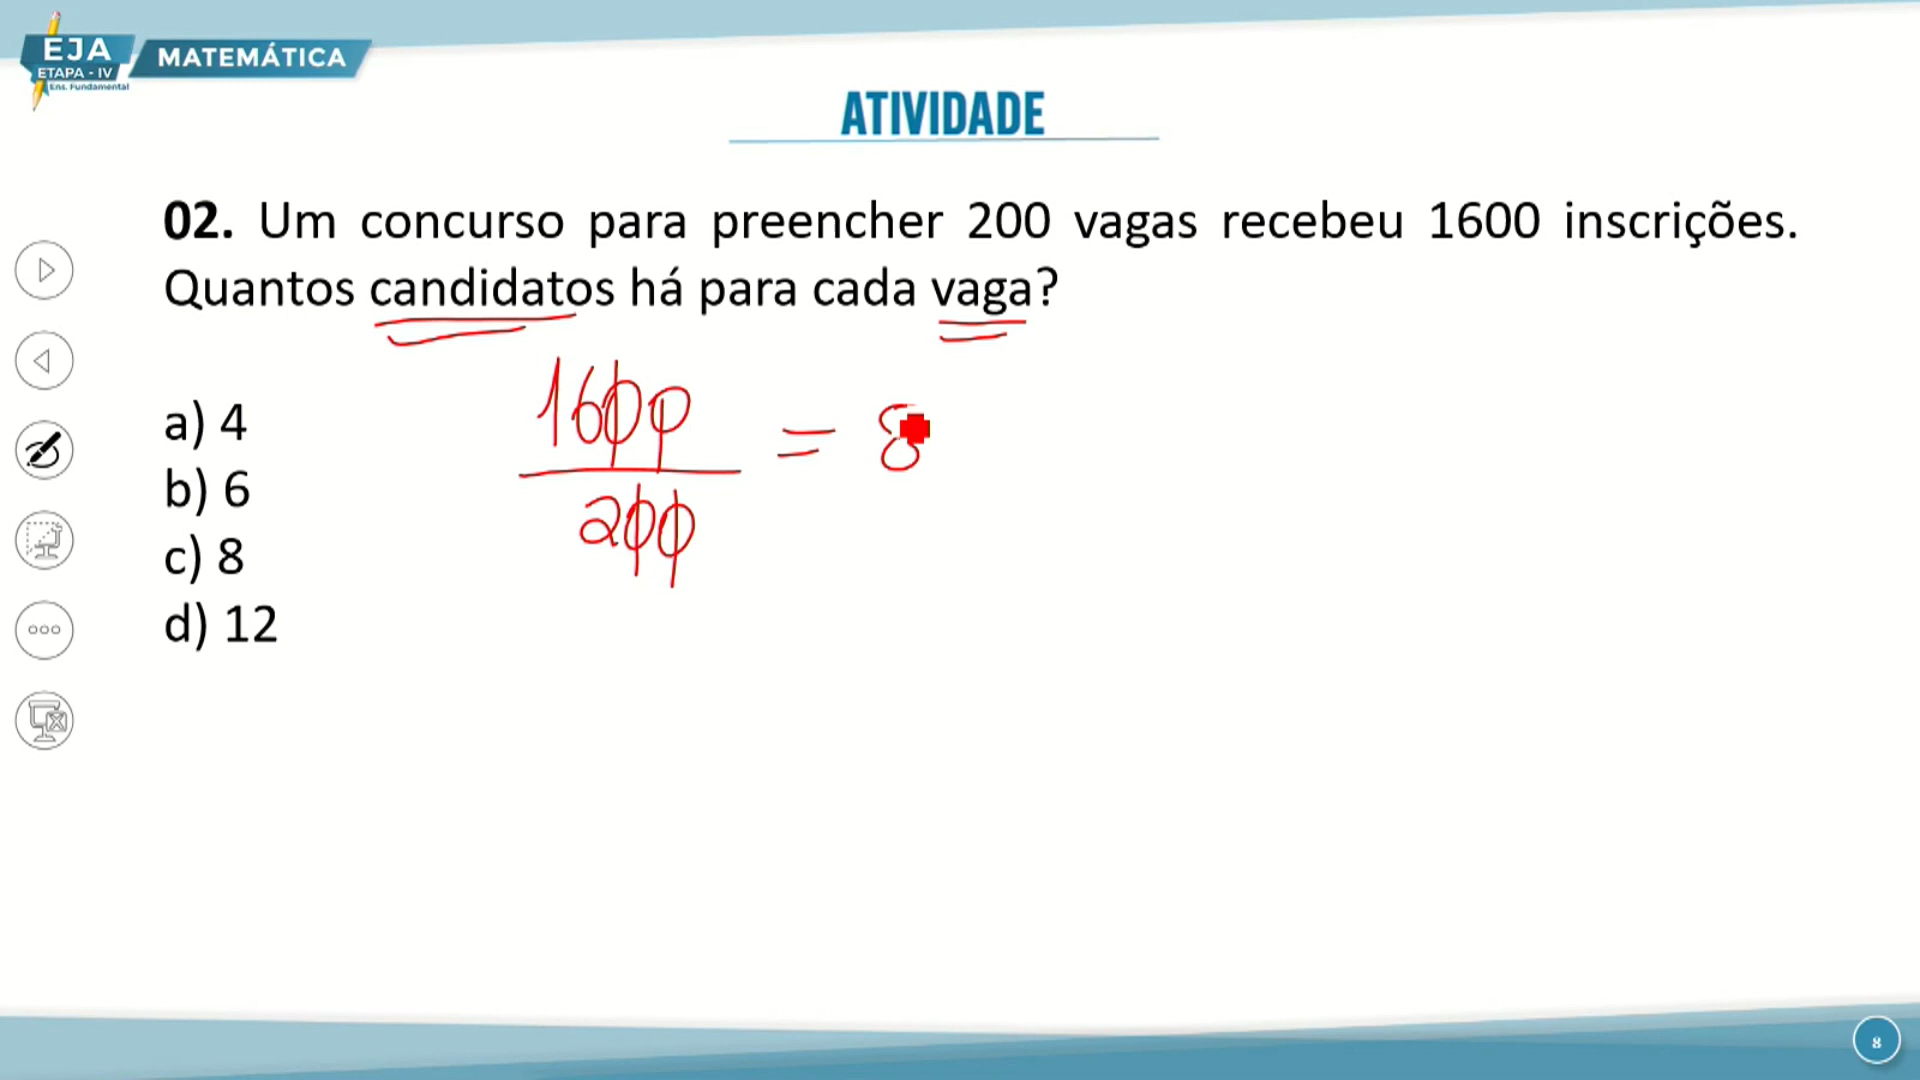 EJA
ETAPA - IV
Ens. Fundamental
MATEMÁTICA
ATIVIDADE
02. Um concurso para preencher 200 vagas recebeu 1600 inscrições.
Quantos candidatos há para cada vaga?
a) 4
b) 6
c) 8
d) 12
1600
200
= 8
8